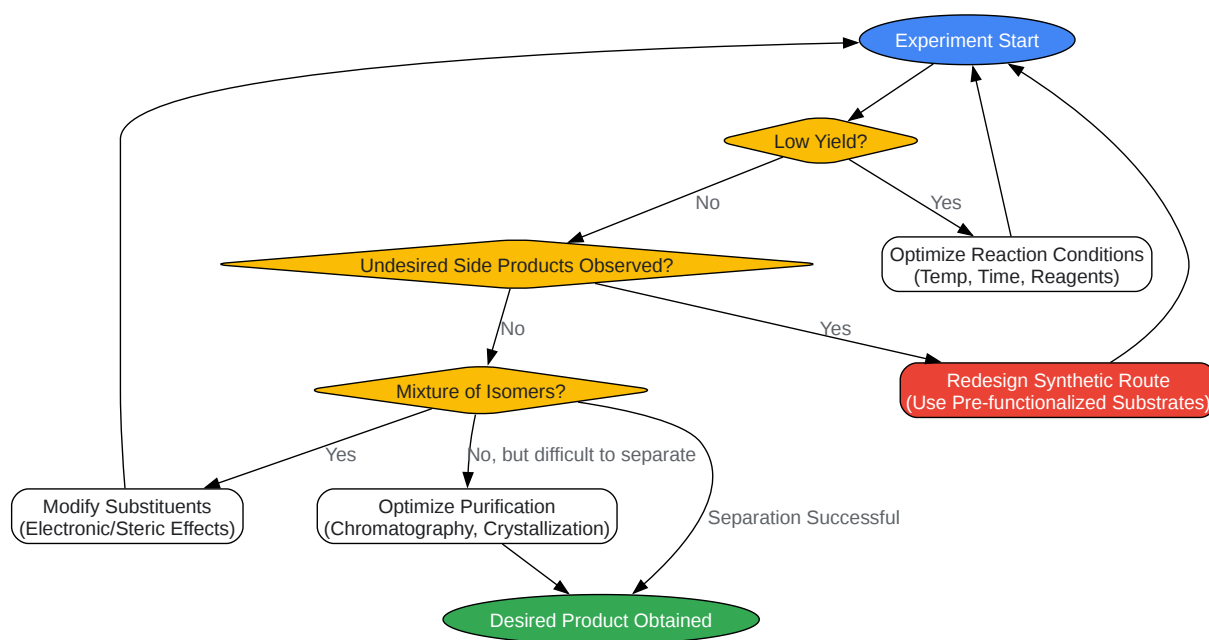 Experiment Start
Low Yield?
No
Yes
Optimize Reaction Conditions
(Temp, Time, Reagents)
Undesired Side Products Observed?
No
Yes
Mixture of Isomers?
Redesign Synthetic Route
(Use Pre-functionalized Substrates)
Yes
No, but difficult to separate
Modify Substituents
(Electronic/Steric Effects)
Optimize Purification
(Chromatography, Crystallization)
Separation Successful
Desired Product Obtained